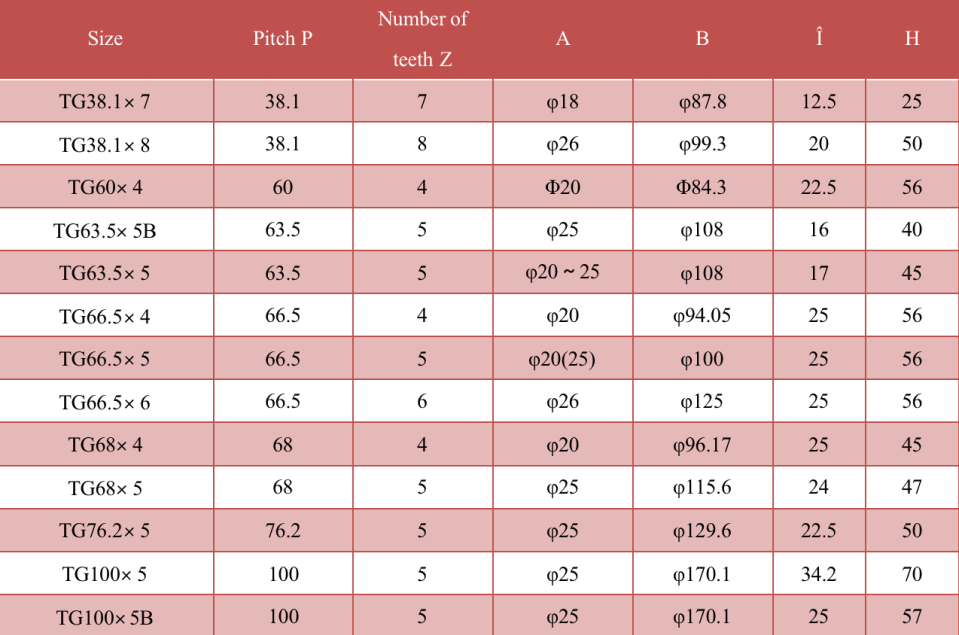 Size Pitch P Number of teeth Z A B Î H
TG38.1× 7 38.1 7 φ18 φ87.8 12.5 25
TG38.1× 8 38.1 8 φ26 φ99.3 20 50
TG60× 4 60 4 Φ20 Φ84.3 22.5 56
TG63.5× 5B 63.5 5 φ25 φ108 16 40
TG63.5× 5 63.5 5 φ20 ~ 25 φ108 17 45
TG66.5× 4 66.5 4 φ20 φ94.05 25 56
TG66.5× 5 66.5 5 φ20(25) φ100 25 56
TG66.5× 6 66.5 6 φ26 φ125 25 56
TG68× 4 68 4 φ20 φ96.17 25 45
TG68× 5 68 5 φ25 φ115.6 24 47
TG76.2× 5 76.2 5 φ25 φ129.6 22.5 50
TG100× 5 100 5 φ25 φ170.1 34.2 70
TG100× 5B 100 5 φ25 φ170.1 25 57